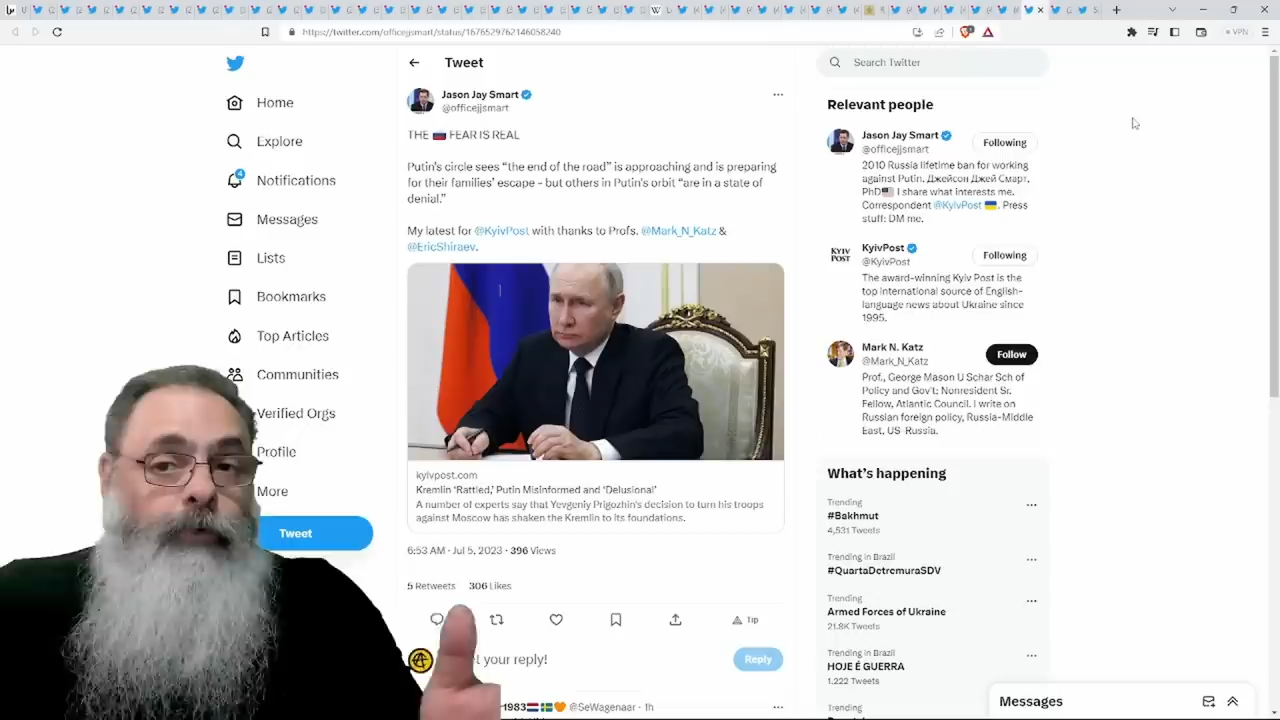 https://twitter.com/officejjsmart/status/1676529762146058240
VPN
Home
Explore
4
Notifications
Messages
Lists
Bookmarks
Top Articles
Communities
Verified Orgs
Profile
More
Tweet
Tweet
Jason Jay Smart
@officejjsmart
THE 🇷🇺 FEAR IS REAL
Putin's circle sees “the end of the road” is approaching and is preparing
for their families’ escape - but others in Putin's orbit “are in a state of
denial.”
My latest for @KyivPost with thanks to Profs. @Mark_N_Katz &
@EricShiraev.
kyivpost.com
Kremlin ‘Rattled,’ Putin Misinformed and ‘Delusional’
A number of experts say that Yevgeniy Prigozhin's decision to turn his troops
against Moscow has shaken the Kremlin to its foundations.
6:53 AM · Jul 5, 2023 · 396 Views
5 Retweets 306 Likes
Tip
your reply!
Reply
1983🇳🇱🇸🇪🧡 @SeWagenaar · 1h
Search Twitter
Relevant people
Jason Jay Smart
@officejjsmart
Following
2010 Russia lifetime ban for working
against Putin. Джейсон Джей Смарт.
PhD🇺🇸 I share what interests me.
Correspondent @KyivPost 🇺🇦. Press
stuff: DM me.
KYIV
POST
KyivPost
@KyivPost
Following
The award-winning Kyiv Post is the
top international source of English-
language news about Ukraine since
1995.
Mark N. Katz
@Mark_N_Katz
Follow
Prof., George Mason U Schar Sch of
Policy and Gov't; Nonresident Sr.
Fellow, Atlantic Council. I write on
Russian foreign policy, Russia-Middle
East, US-Russia.
What’s happening
Trending
#Bakhmut
4,531 Tweets
Trending in Brazil
#QuartaDetremuraSDV
Trending
Armed Forces of Ukraine
21.8K Tweets
Trending in Brazil
HOJE É GUERRA
1,222 Tweets
Trending
Messages